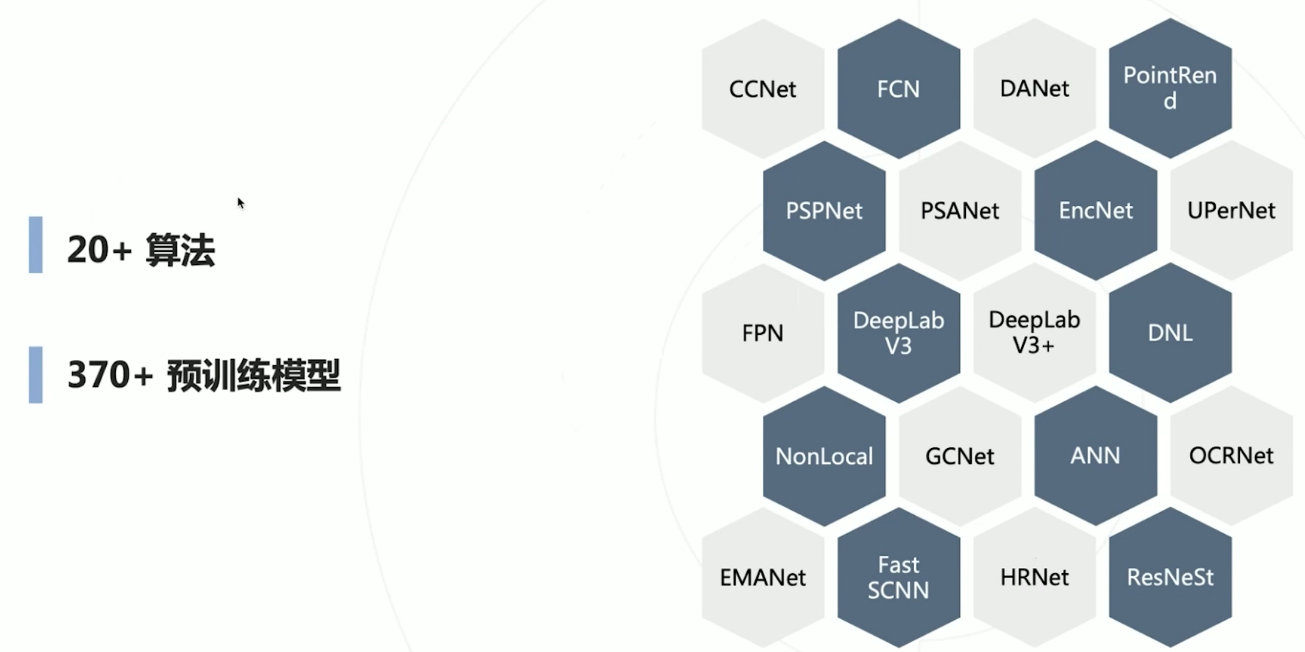 20+ 算法
370+ 预训练模型
CCNet
FCN
DANet
PointRen
d
PSPNet
PSANet
EncNet
UPerNet
FPN
DeepLab
V3
DeepLab
V3+
DNL
NonLocal
GCNet
ANN
OCRNet
EMANet
Fast
SCNN
HRNet
ResNeSt